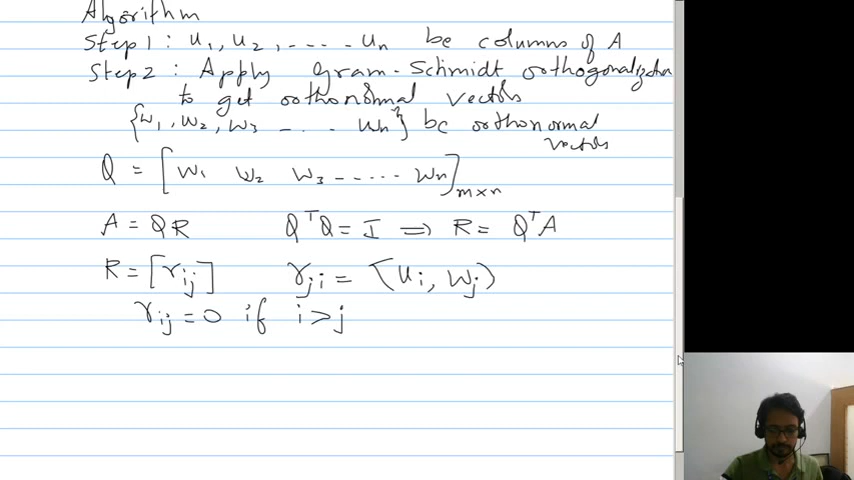 Algorithm
Step 1 : u1, u2, ..... un be columns of A
Step 2 : Apply Gram-Schmidt orthogonalization
to get orthonormal vectors
{w1, w2, w3 ... .. wn} be orthonormal
vectors
Q = [ w1 w2 w3 ------ wn ]m×n
A = QR QᵀQ = I ⟹ R = QᵀA
R = [rij] rji = ⟨ui, wj⟩
rij = 0 if i > j